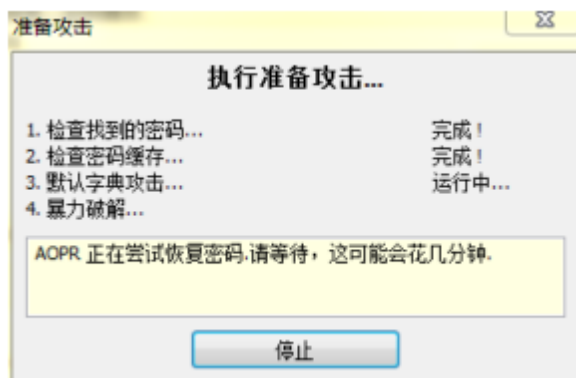 准备攻击
执行准备攻击...
1. 检查找到的密码... 完成!
2. 检查密码缓存... 完成!
3. 默认字典攻击... 运行中...
4. 暴力破解...
AOPR 正在尝试恢复密码.请等待，这可能会花几分钟.
停止